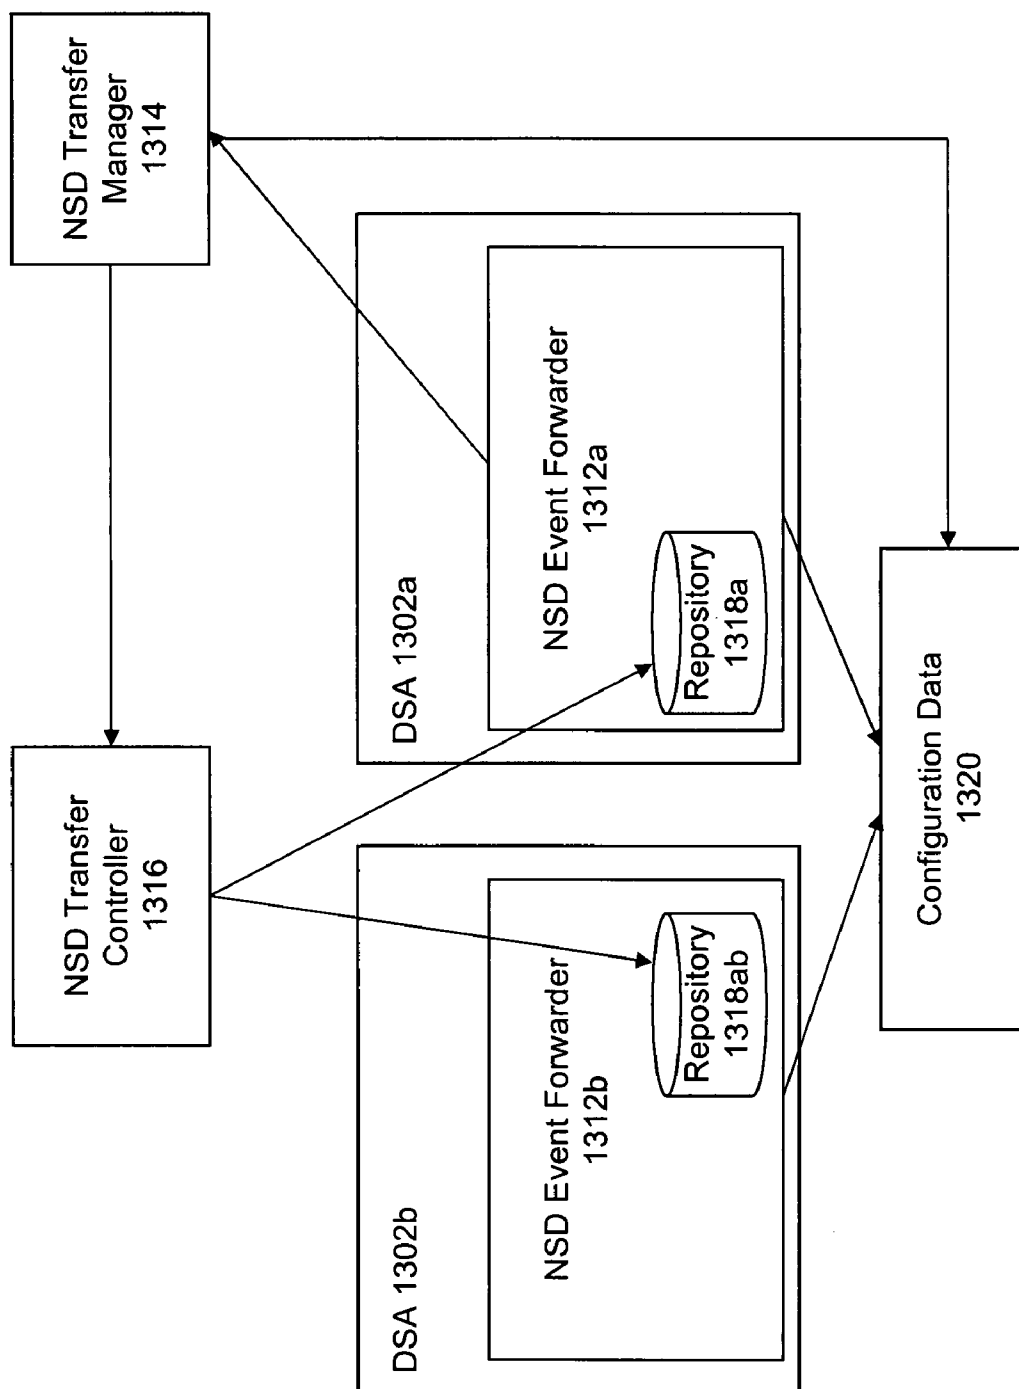 NSD Transfer
Controller
1316
NSD Transfer
Manager
1314
DSA 1302b
NSD Event Forwarder
1312b
Repository
1318ab
DSA 1302a
NSD Event Forwarder
1312a
Repository
1318a
Configuration Data
1320